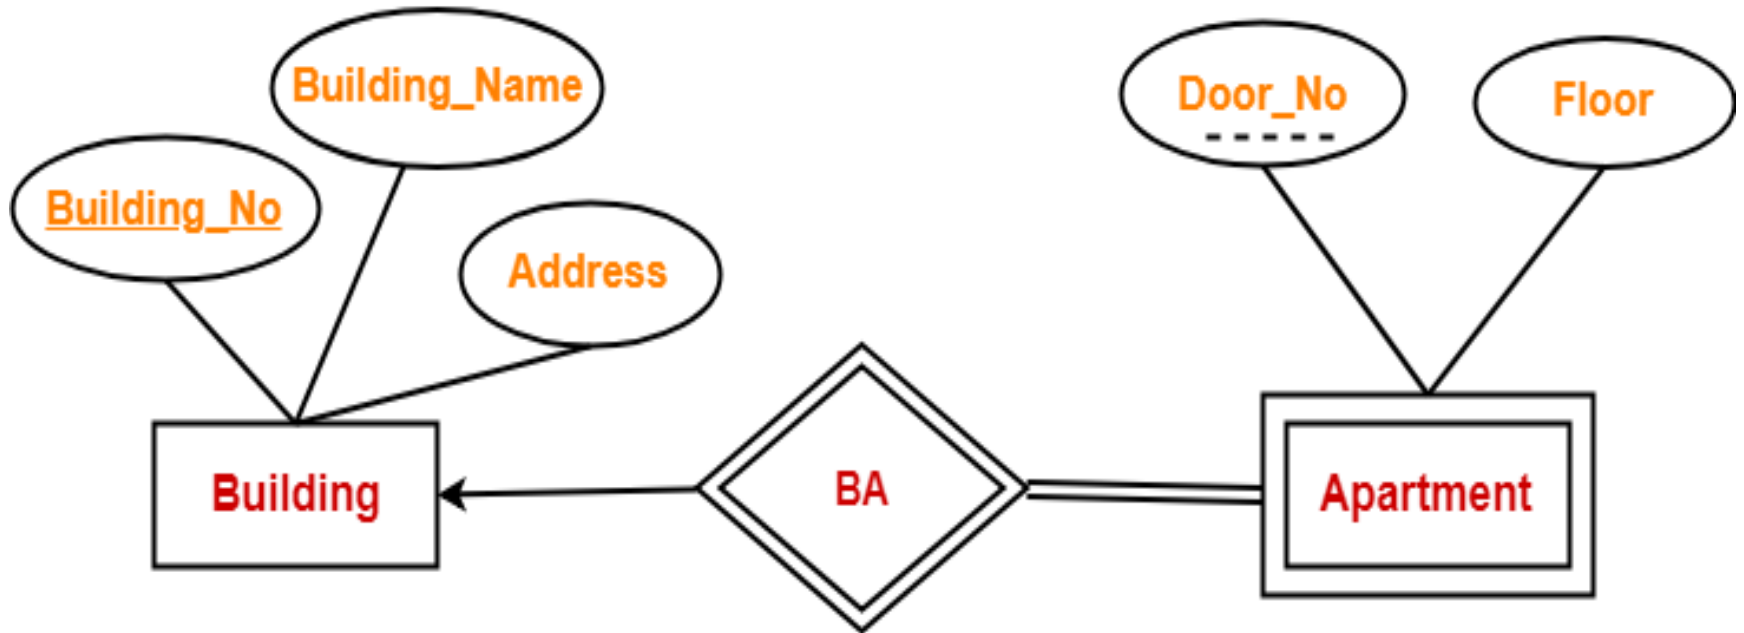 Building_Name
Door_No
Floor
Building_No
Address
Building
BA
Apartment